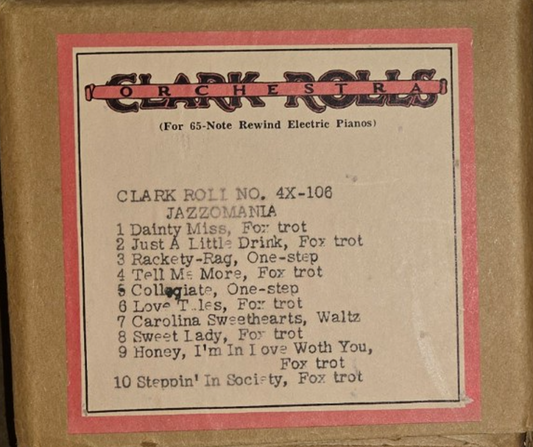 CLARK ROLLS
ORCHESTRA
(For 65-Note Rewind Electric Pianos)
CLARK ROLL NO. 4X-106
JAZZOMANIA
1 Dainty Miss, Fox trot
2 Just A Little Drink, Fox trot
3 Rackety-Rag, One-step
4 Tell Me More, Fox trot
5 Collegiate, One-step
6 Love Tales, Fox trot
7 Carolina Sweethearts, Waltz
8 Sweet Lady, Fox trot
9 Honey, I'm In Love Woth You,
Fox trot
10 Steppin' In Society, Fox trot